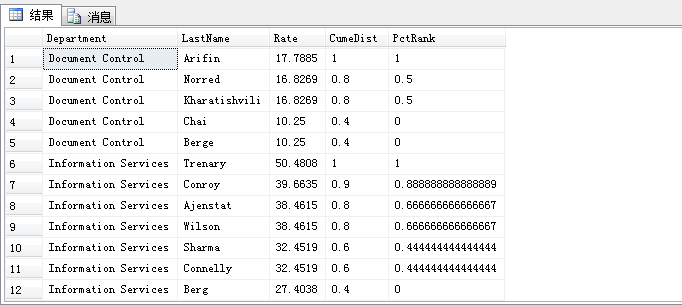 结果 消息
Department LastName Rate CumeDist PctRank
1 Document Control Arifin 17.7885 1 1
2 Document Control Norred 16.8269 0.8 0.5
3 Document Control Kharatishvili 16.8269 0.8 0.5
4 Document Control Chai 10.25 0.4 0
5 Document Control Berge 10.25 0.4 0
6 Information Services Trenary 50.4808 1 1
7 Information Services Conroy 39.6635 0.9 0.888888888888889
8 Information Services Ajenstat 38.4615 0.8 0.666666666666667
9 Information Services Wilson 38.4615 0.8 0.666666666666667
10 Information Services Sharma 32.4519 0.6 0.444444444444444
11 Information Services Connelly 32.4519 0.6 0.444444444444444
12 Information Services Berg 27.4038 0.4 0